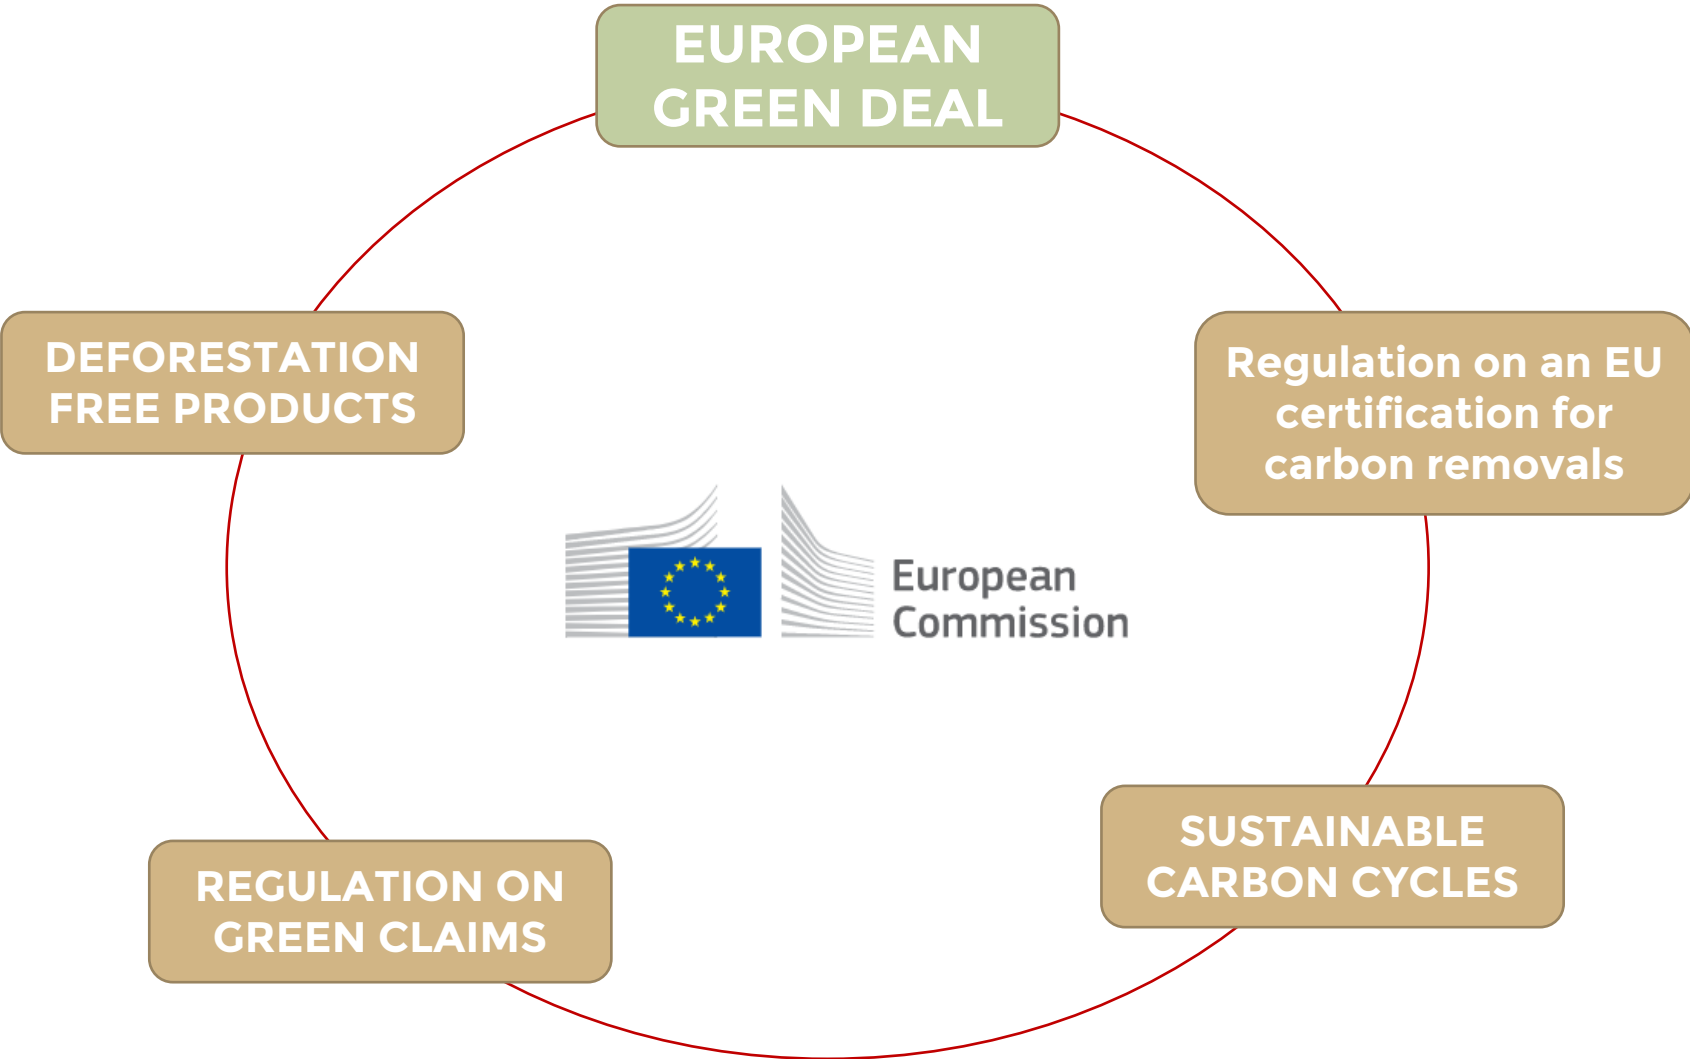 EUROPEAN
GREEN DEAL
DEFORESTATION
FREE PRODUCTS
Regulation on an EU
certification for
carbon removals
European
Commission
SUSTAINABLE
CARBON CYCLES
REGULATION ON
GREEN CLAIMS